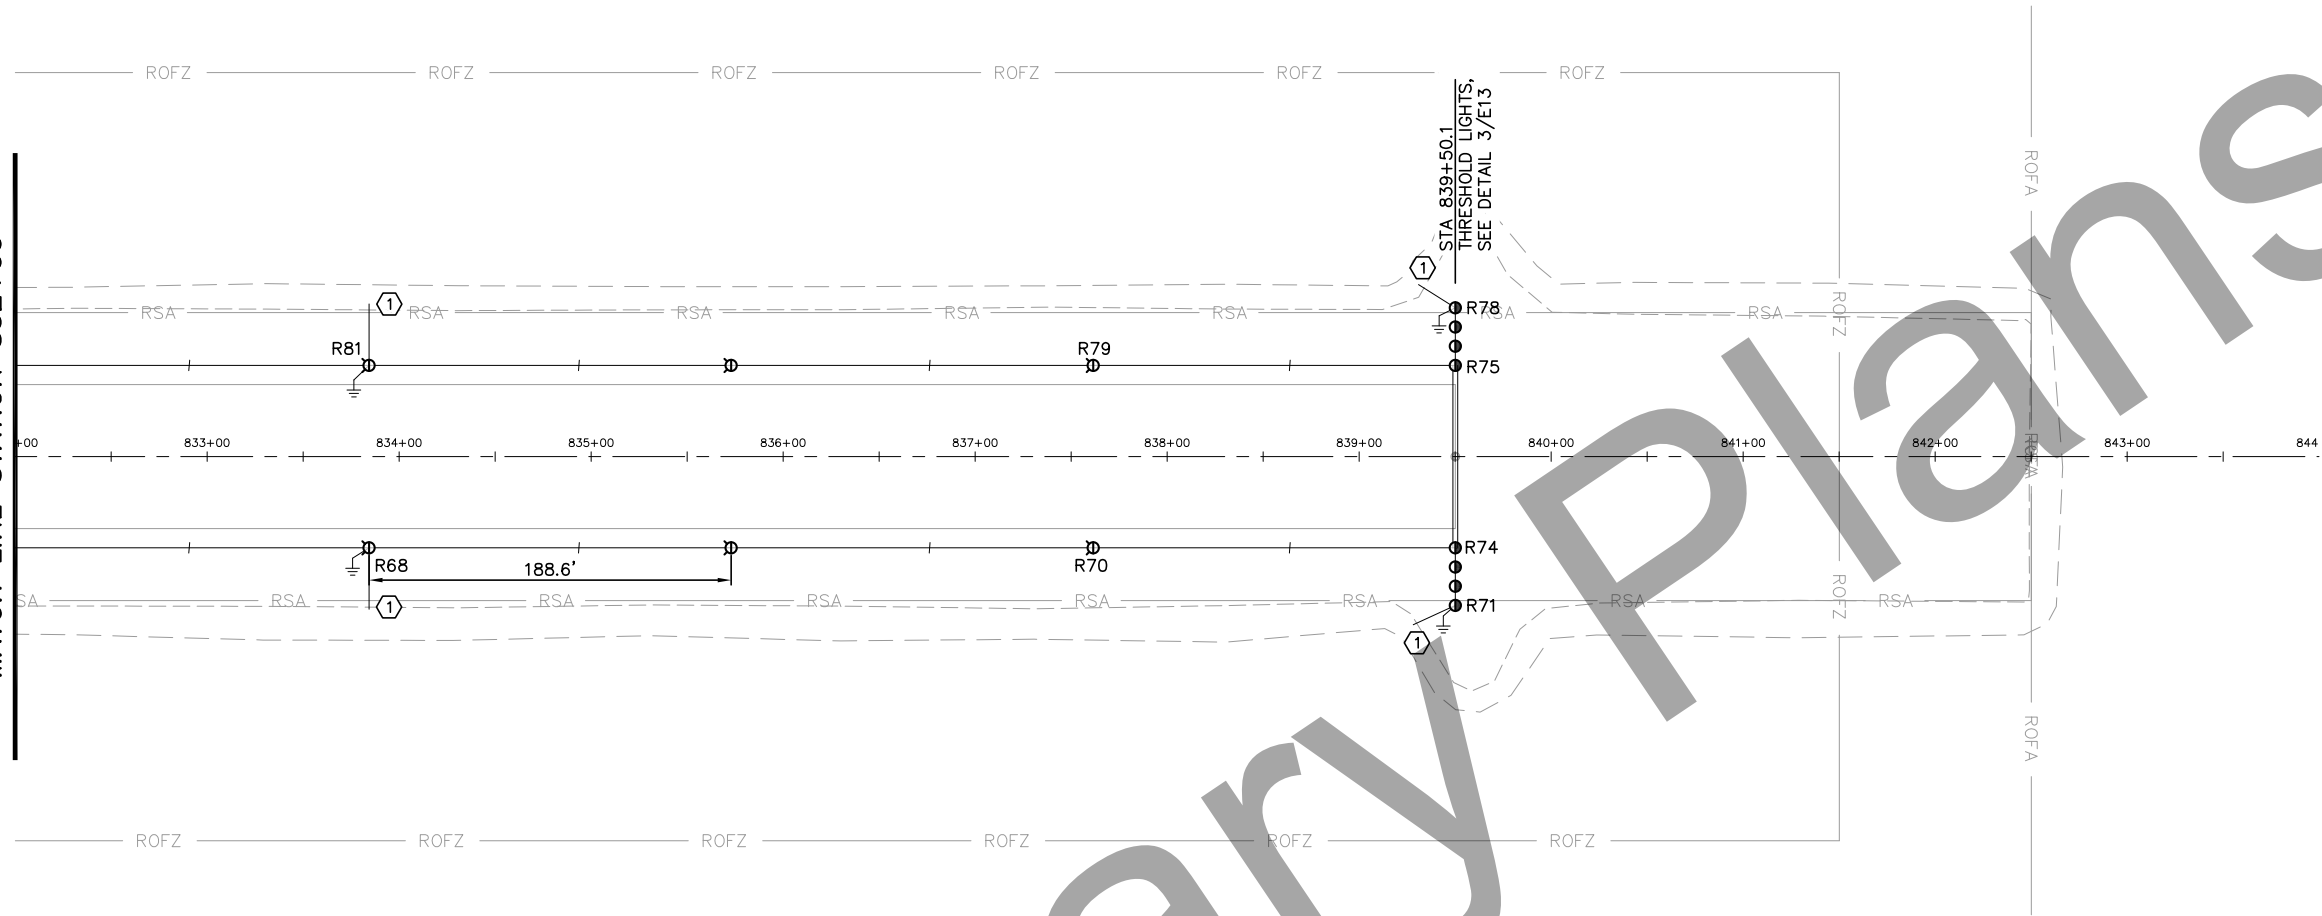 ROFZ ROFZ ROFZ ROFZ ROFZ ROFZ
STA 839+50.1
THRESHOLD LIGHTS,
SEE DETAIL 3/E13
ROFA
1
1
RSA RSA RSA RSA RSA RSA RSA
R78
ROFZ
R81
R79
R75
+00 833+00 834+00 835+00 836+00 837+00 838+00 839+00 840+00 841+00 842+00 843+00 844
ROFA
R74
R68
188.6'
R70
ROFZ
SA RSA RSA RSA RSA RSA RSA RSA
1
R71
1
ROFA
ROFZ ROFZ ROFZ ROFZ ROFZ ROFZ
ary Plans